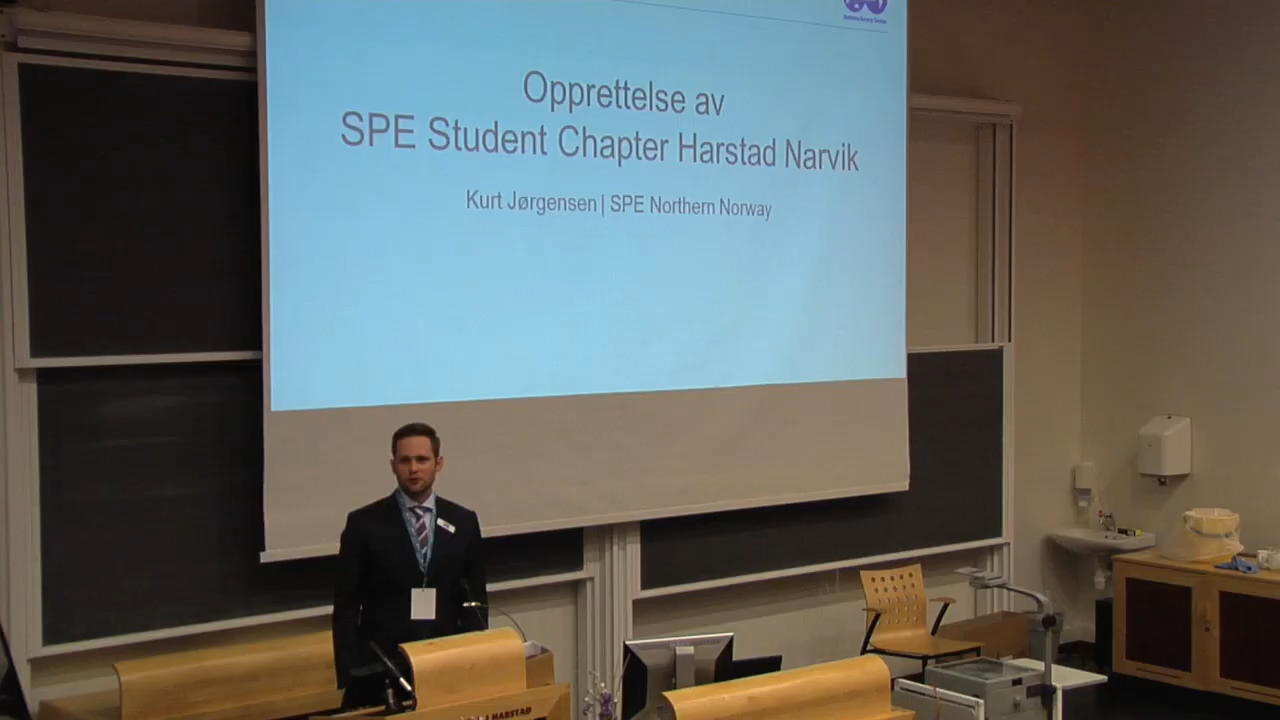 Opprettelse av
SPE Student Chapter Harstad Narvik
Kurt Jørgensen | SPE Northern Norway
HARSTAD